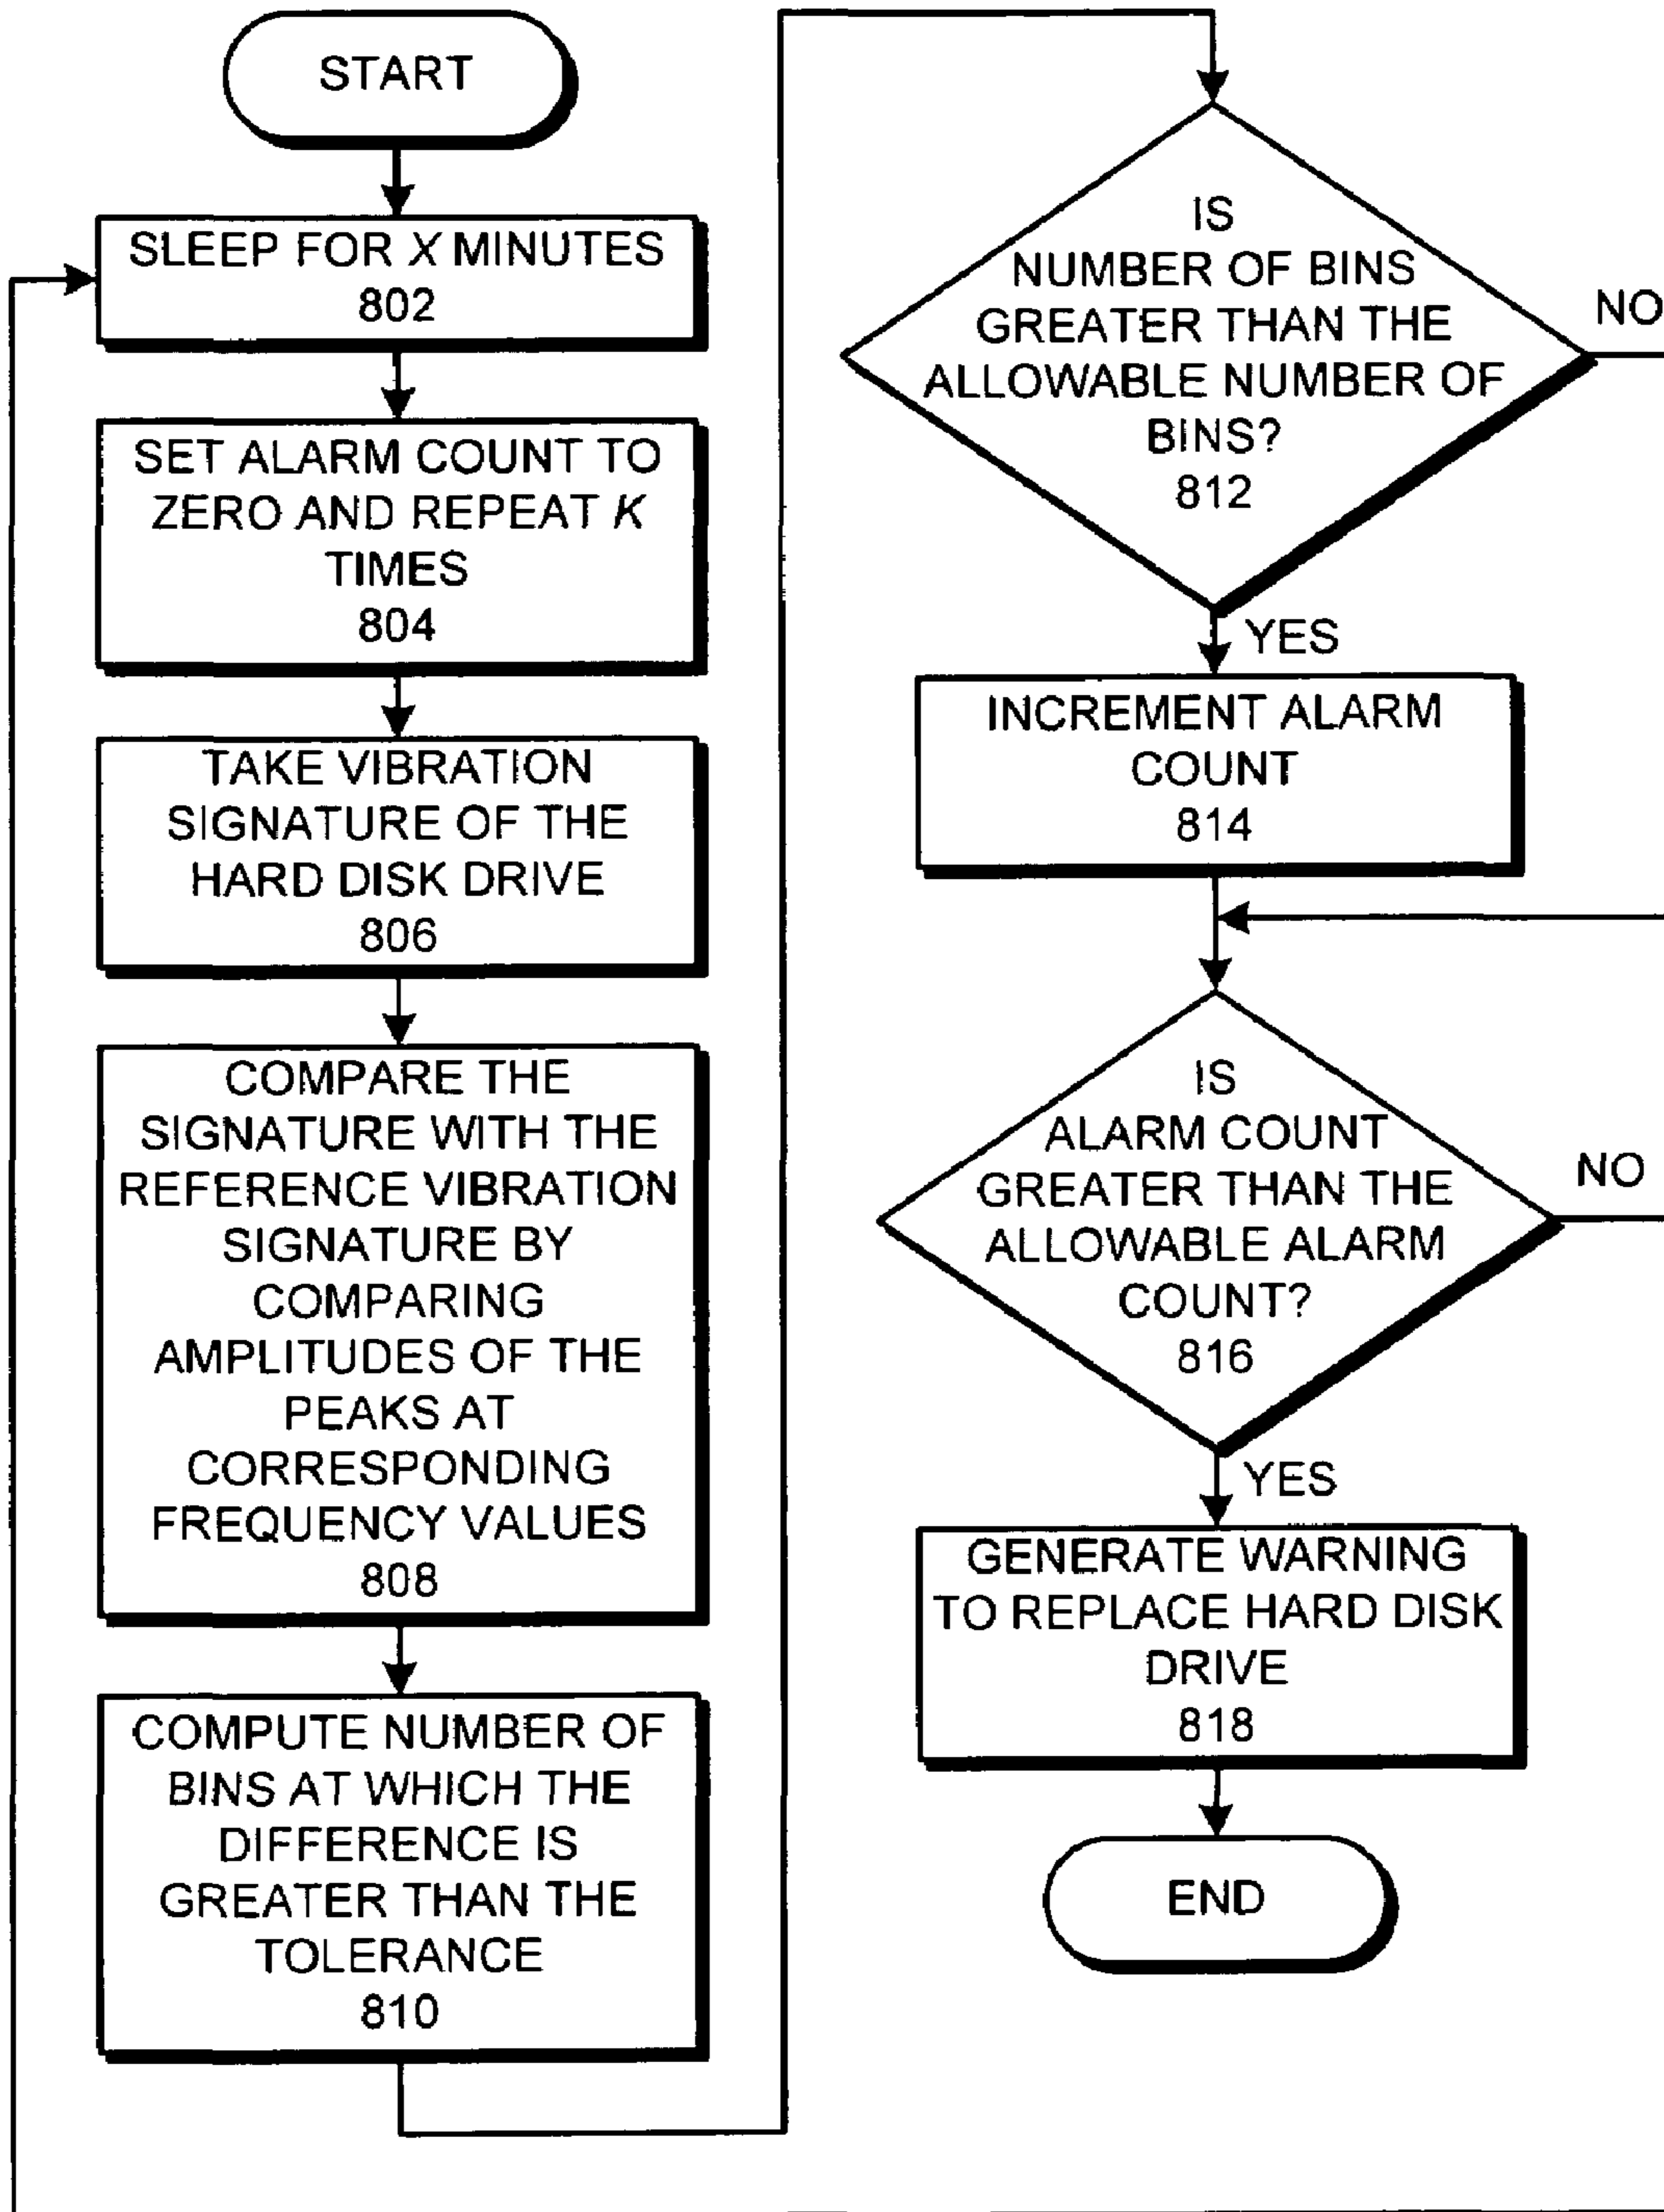 START
SLEEP FOR X MINUTES
802
SET ALARM COUNT TO
ZERO AND REPEAT K
TIMES
804
TAKE VIBRATION
SIGNATURE OF THE
HARD DISK DRIVE
806
COMPARE THE
SIGNATURE WITH THE
REFERENCE VIBRATION
SIGNATURE BY
COMPARING
AMPLITUDES OF THE
PEAKS AT
CORRESPONDING
FREQUENCY VALUES
808
COMPUTE NUMBER OF
BINS AT WHICH THE
DIFFERENCE IS
GREATER THAN THE
TOLERANCE
810
IS
NUMBER OF BINS
GREATER THAN THE
ALLOWABLE NUMBER OF
BINS?
812
NO
YES
INCREMENT ALARM
COUNT
814
IS
ALARM COUNT
GREATER THAN THE
ALLOWABLE ALARM
COUNT?
816
NO
YES
GENERATE WARNING
TO REPLACE HARD DISK
DRIVE
818
END